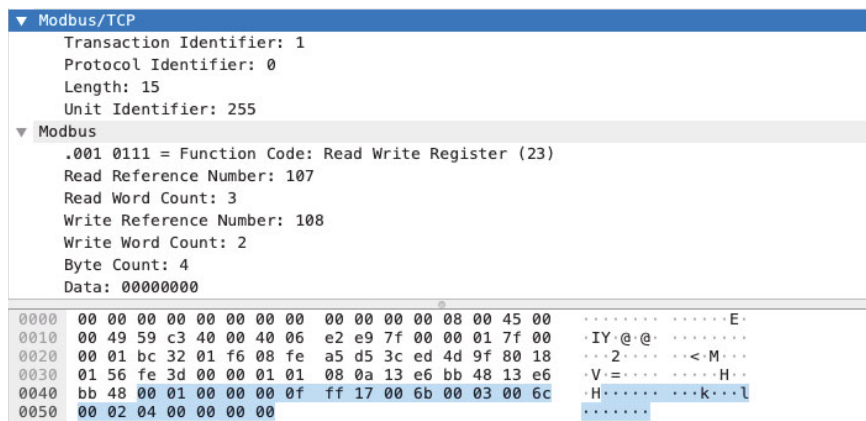 ▼ Modbus/TCP
Transaction Identifier: 1
Protocol Identifier: 0
Length: 15
Unit Identifier: 255
▼ Modbus
.001 0111 = Function Code: Read Write Register (23)
Read Reference Number: 107
Read Word Count: 3
Write Reference Number: 108
Write Word Count: 2
Byte Count: 4
Data: 00000000
0000 00 00 00 00 00 00 00 00 00 00 00 00 08 00 45 00 ········ ······E·
0010 00 49 59 c3 40 00 40 06 e2 e9 7f 00 00 01 7f 00 ·IY·@·@· ········
0020 00 01 bc 32 01 f6 08 fe a5 d5 3c ed 4d 9f 80 18 ···2···· ··<·M···
0030 01 56 fe 3d 00 00 01 01 08 0a 13 e6 bb 48 13 e6 ·V·=···· ·····H··
0040 bb 48 00 01 00 00 00 0f ff 17 00 6b 00 03 00 6c ·H······ ···k···l
0050 00 02 04 00 00 00 00 ·······